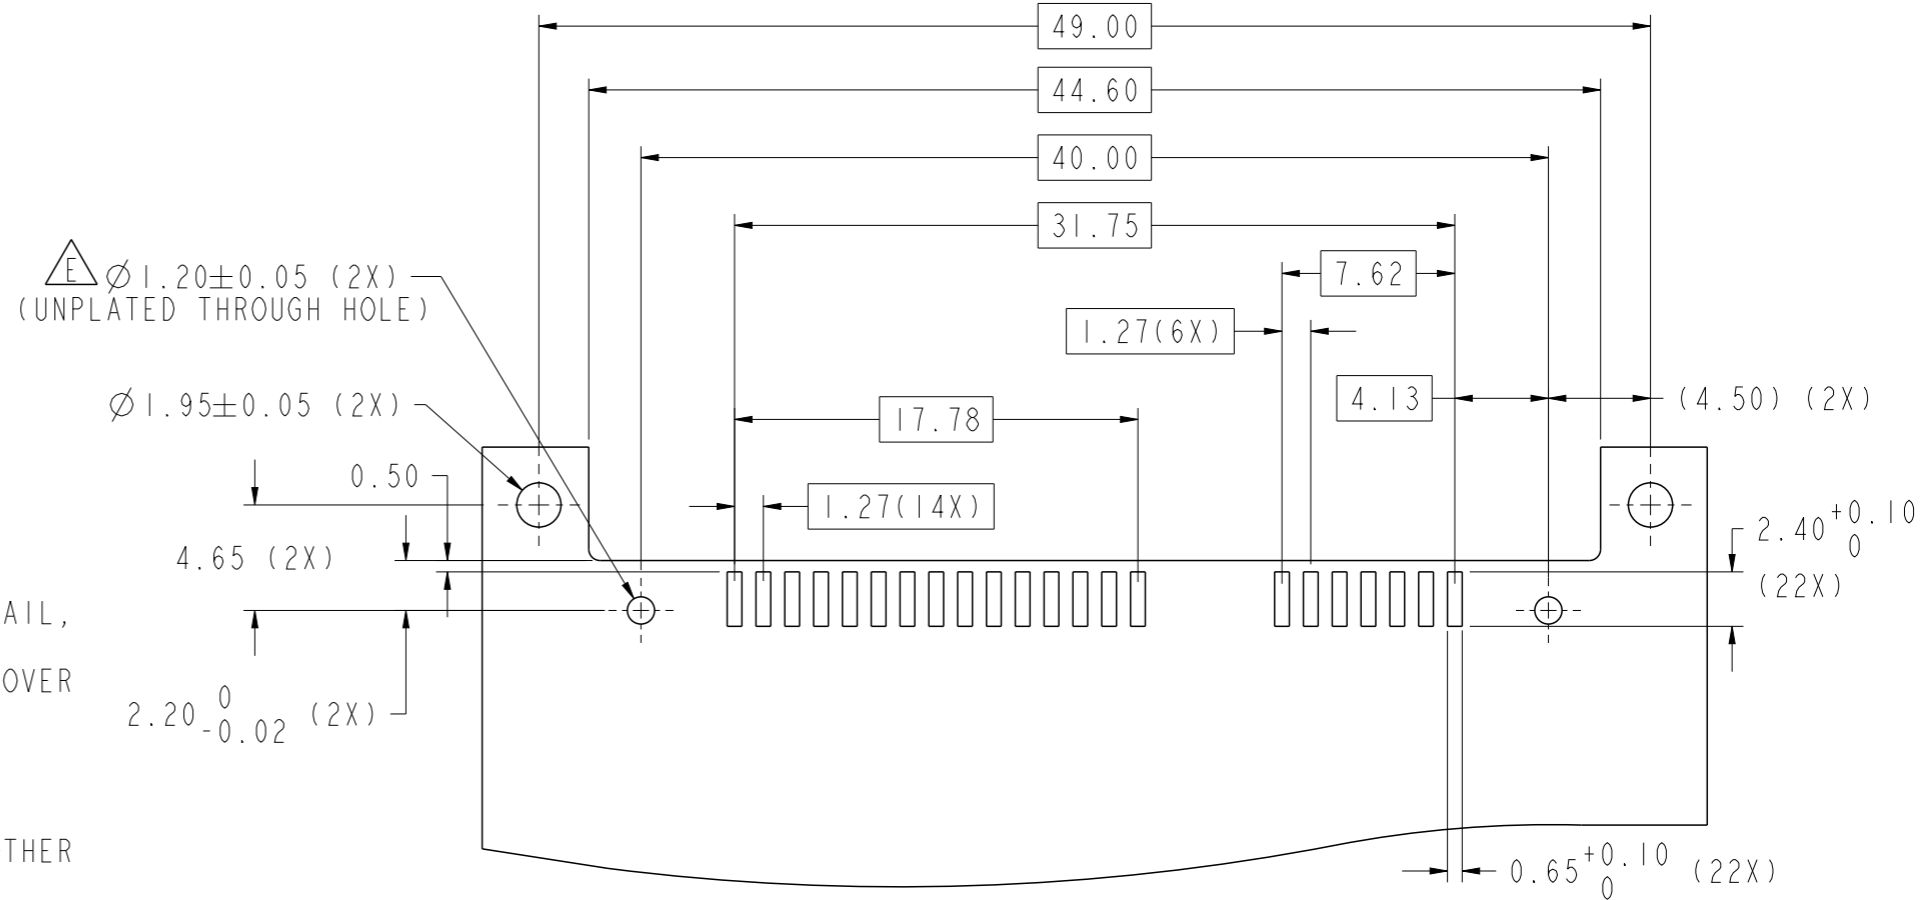 49.00
44.60
40.00
31.75
E
Ø1.20±0.05 (2X)
(UNPLATED THROUGH HOLE)
7.62
1.27(6X)
4.13
(4.50) (2X)
Ø1.95±0.05 (2X)
17.78
0.50
1.27(14X)
2.40 +0.10
0
(22X)
4.65 (2X)
AIL,
OVER
2.20 0
-0.02 (2X)
THER
0.65 +0.10
0 (22X)